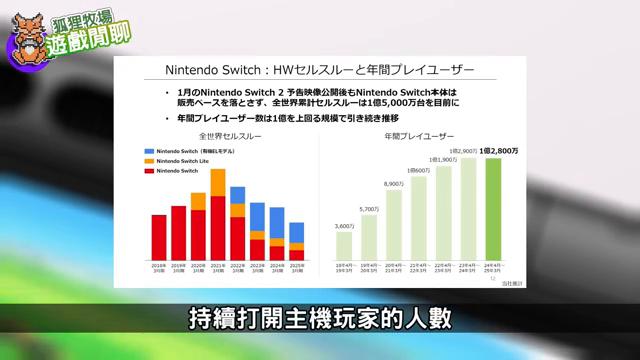 狐狸牧場
遊戲閒聊
Nintendo Switch：HWセルスルーと年間プレイユーザー
• 1月のNintendo Switch 2 予告映像公開後もNintendo Switch本体は
販売ペースを落とさず、全世界累計セルスルーは1億5,000万台を目前に
• 年間プレイユーザー数は1億を上回る規模で引き続き推移
全世界セルスルー
Nintendo Switch（有機ELモデル）
Nintendo Switch Lite
Nintendo Switch
2018年 3月期
2019年 3月期
2020年 3月期
2021年 3月期
2022年 3月期
2023年 3月期
2024年 3月期
2025年 3月期
年間プレイユーザー
3,600万
5,700万
8,900万
1億600万
1億1,900万
1億2,900万
1億2,800万
18年4月～ 19年3月
19年4月～ 20年3月
20年4月～ 21年3月
21年4月～ 22年3月
22年4月～ 23年3月
23年4月～ 24年3月
24年4月～ 25年3月
12
当社推計
持續打開主機玩家的人數